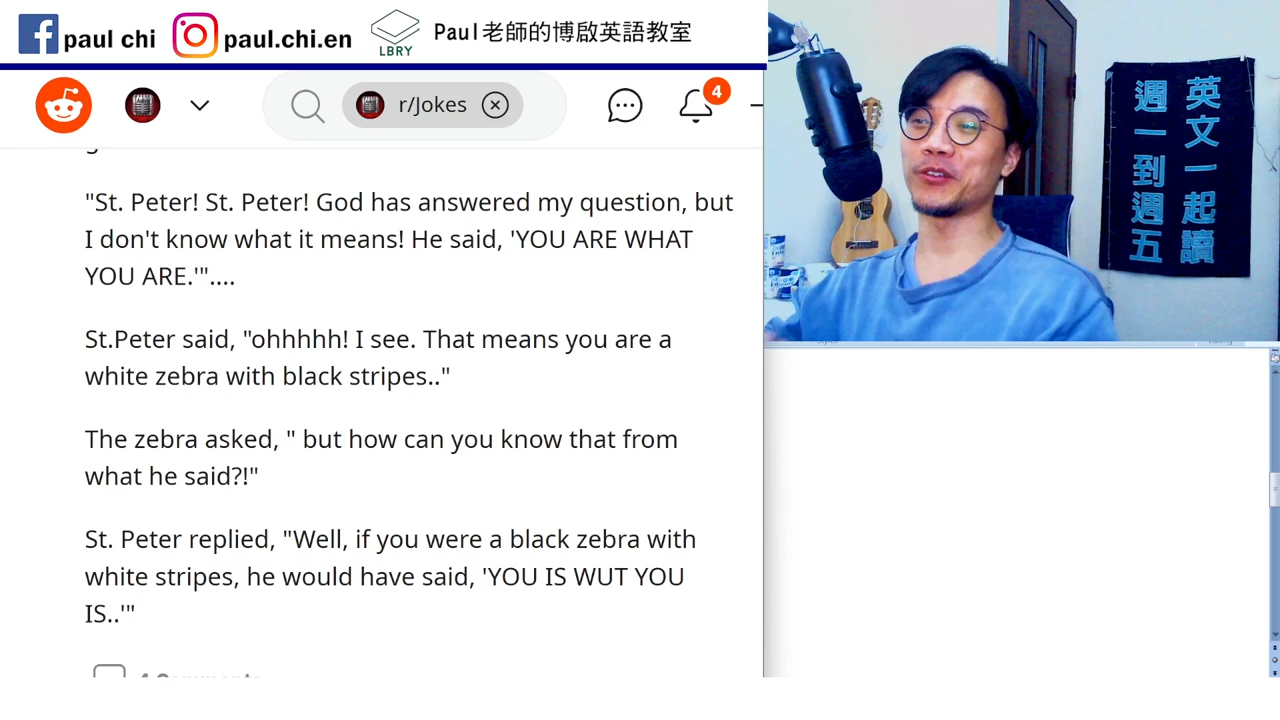 paul chi
paul.chi.en
LBRY
Paul老師的博啟英語教室
r/Jokes
4
"St. Peter! St. Peter! God has answered my question, but
I don't know what it means! He said, 'YOU ARE WHAT
YOU ARE.'"....
St.Peter said, "ohhhhh! I see. That means you are a
white zebra with black stripes.."
The zebra asked, " but how can you know that from
what he said?!"
St. Peter replied, "Well, if you were a black zebra with
white stripes, he would have said, 'YOU IS WUT YOU
IS..'"
英文一起讀
週一到週五